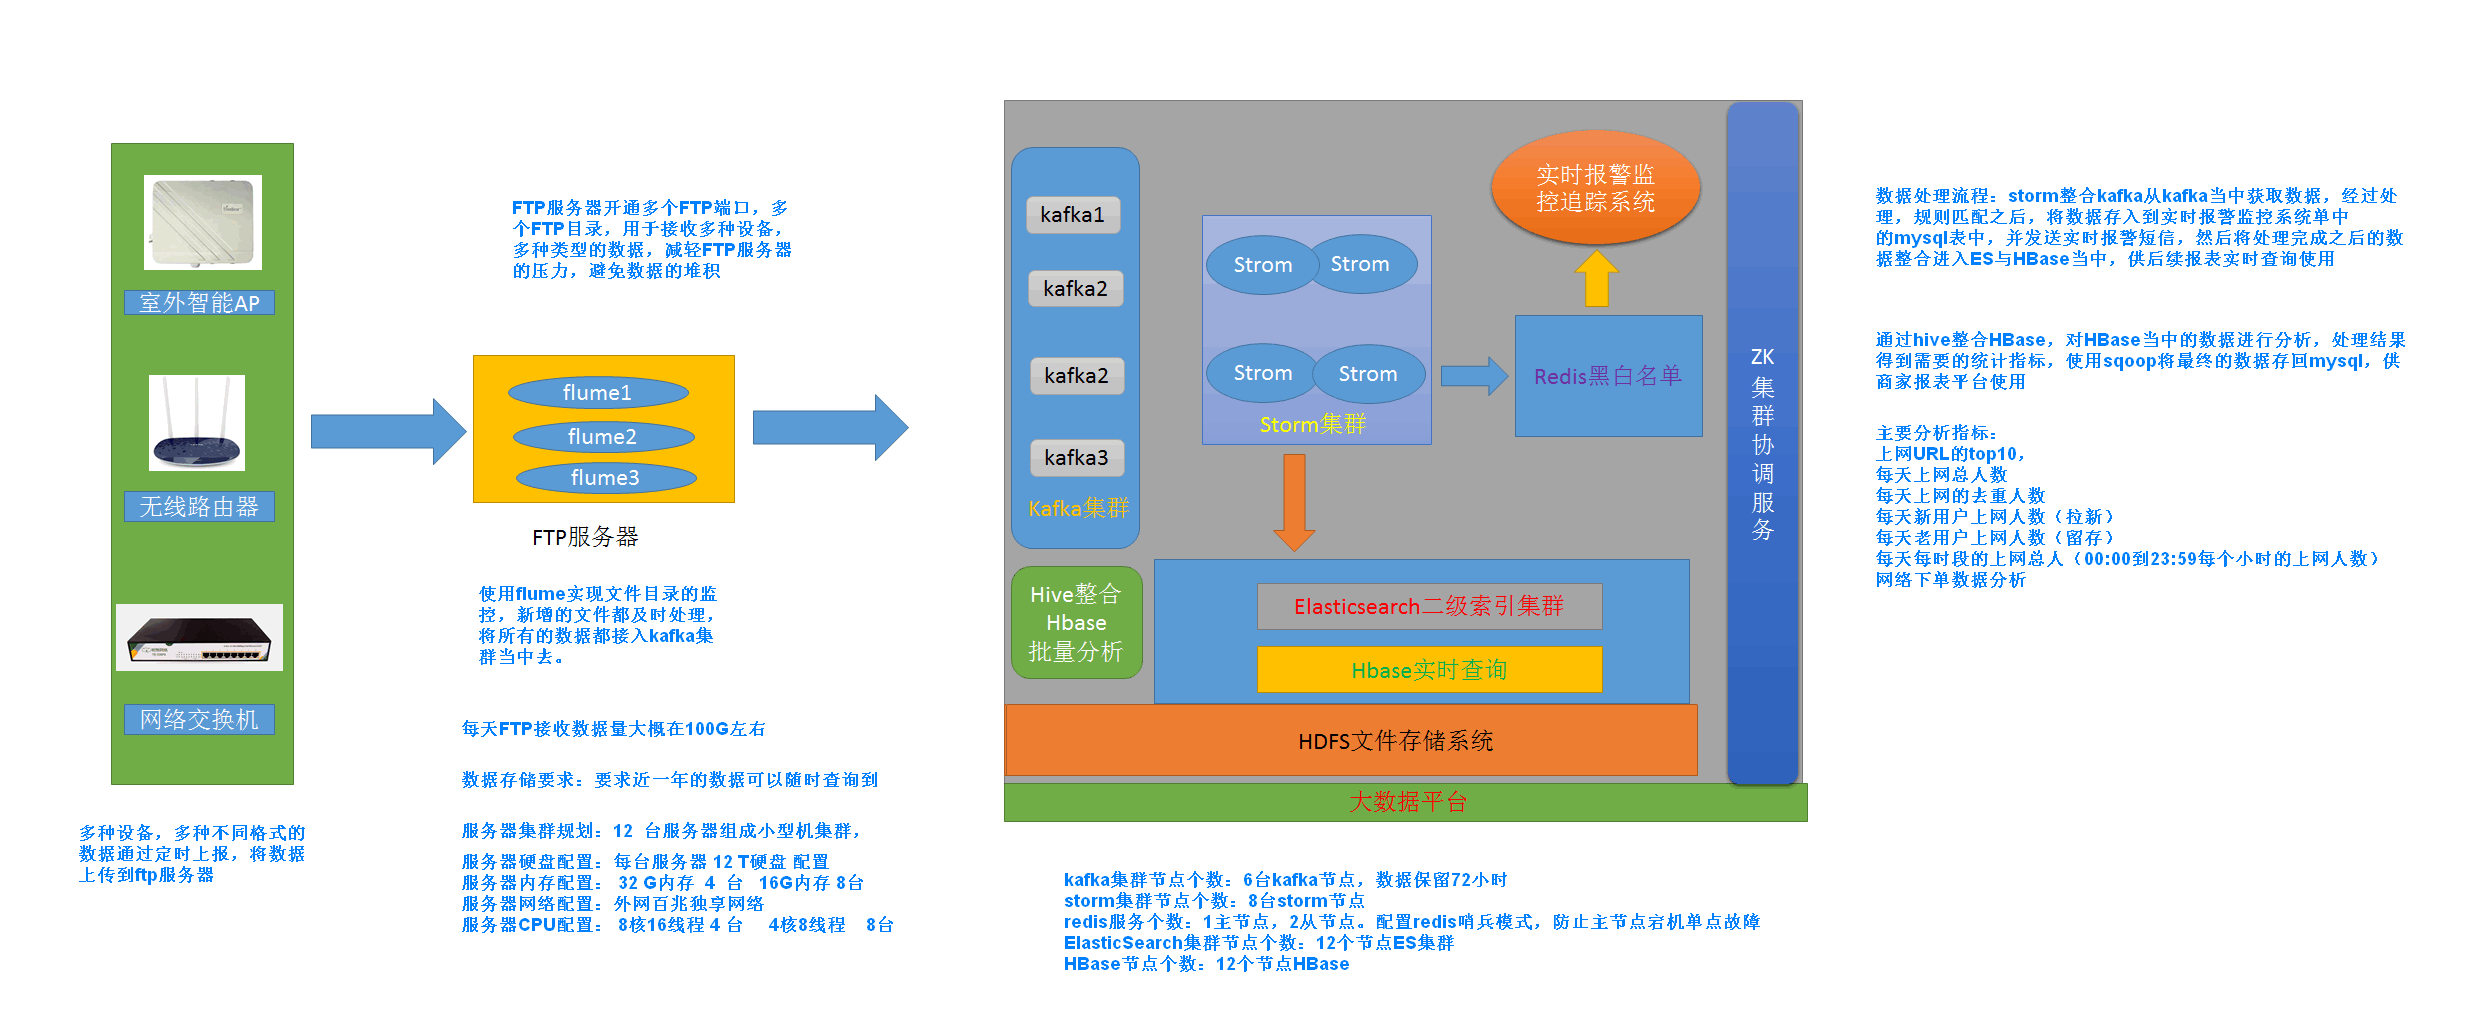 室外智能AP
无线路由器
网络交换机
多种设备，多种不同格式的
数据通过定时上报，将数据
上传到ftp服务器
FTP服务器开通多个FTP端口，多
个FTP目录，用于接收多种设备，
多种类型的数据，减轻FTP服务器
的压力，避免数据的堆积
flume1
flume2
flume3
FTP服务器
使用flume实现文件目录的监
控，新增的文件都及时处理，
将所有的数据都接入kafka集
群当中去。
每天FTP接收数据量大概在100G左右
数据存储要求：要求近一年的数据可以随时查询到
服务器集群规划：12 台服务器组成小型机集群，
服务器硬盘配置：每台服务器 12 T硬盘 配置
服务器内存配置： 32 G内存 4 台 16G内存 8台
服务器网络配置：外网百兆独享网络
服务器CPU配置： 8核16线程 4 台 4核8线程 8台
kafka1
kafka2
kafka2
kafka3
Kafka集群
Strom
Strom
Strom
Strom
Storm集群
实时报警监
控追踪系统
Redis黑白名单
Hive整合
Hbase
批量分析
Elasticsearch二级索引集群
Hbase实时查询
HDFS文件存储系统
大数据平台
ZK
集
群
协
调
服
务
kafka集群节点个数：6台kafka节点，数据保留72小时
storm集群节点个数：8台storm节点
redis服务个数：1主节点，2从节点。配置redis哨兵模式，防止主节点宕机单点故障
ElasticSearch集群节点个数：12个节点ES集群
HBase节点个数：12个节点HBase
数据处理流程：storm整合kafka从kafka当中获取数据，经过处
理，规则匹配之后，将数据存入到实时报警监控系统单中
的mysql表中，并发送实时报警短信，然后将处理完成之后的数
据整合进入ES与HBase当中，供后续报表实时查询使用
通过hive整合HBase，对HBase当中的数据进行分析，处理结果
得到需要的统计指标，使用sqoop将最终的数据存回mysql，供
商家报表平台使用
主要分析指标：
上网URL的top10，
每天上网总人数
每天上网的去重人数
每天新用户上网人数（拉新）
每天老用户上网人数（留存）
每天每时段的上网总人（00:00到23:59每个小时的上网人数）
网络下单数据分析